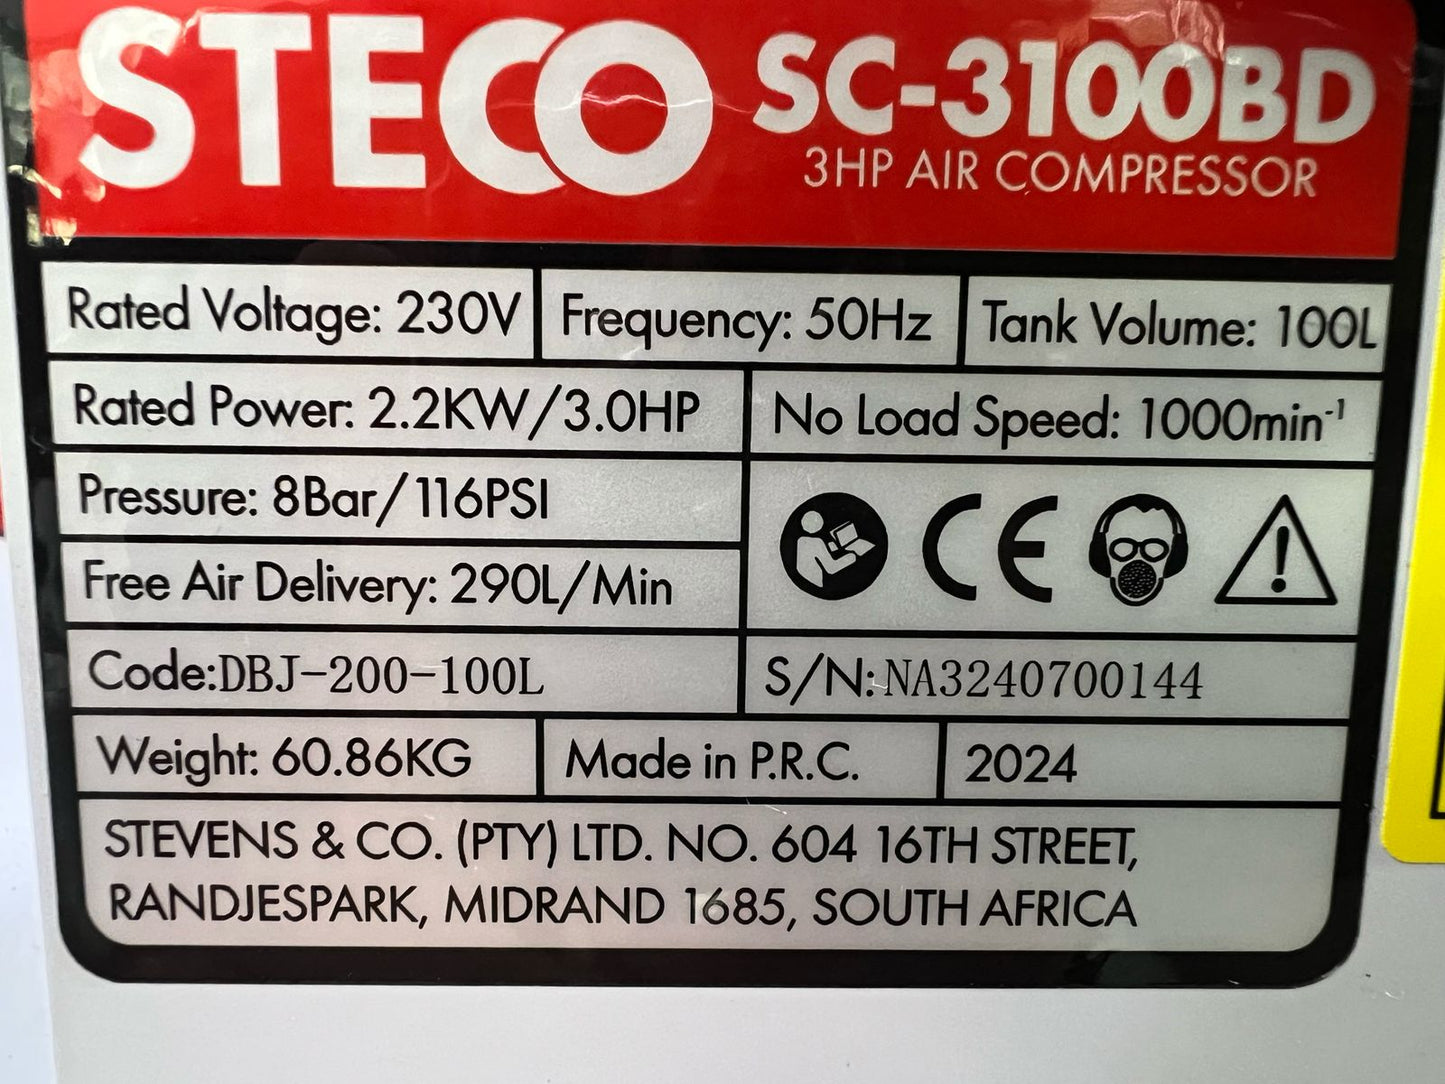 STECO SC-3100BD
3HP AIR COMPRESSOR
Rated Voltage: 230V Frequency: 50Hz Tank Volume: 100L
Rated Power: 2.2KW/3.0HP No Load Speed: 1000min⁻¹
Pressure: 8Bar/116PSI
CE
Free Air Delivery: 290L/Min
Code:DBJ-200-100L S/N:NA3240700144
Weight: 60.86KG Made in P.R.C. 2024
STEVENS & CO. (PTY) LTD. NO. 604 16TH STREET,
RANDJESPARK, MIDRAND 1685, SOUTH AFRICA